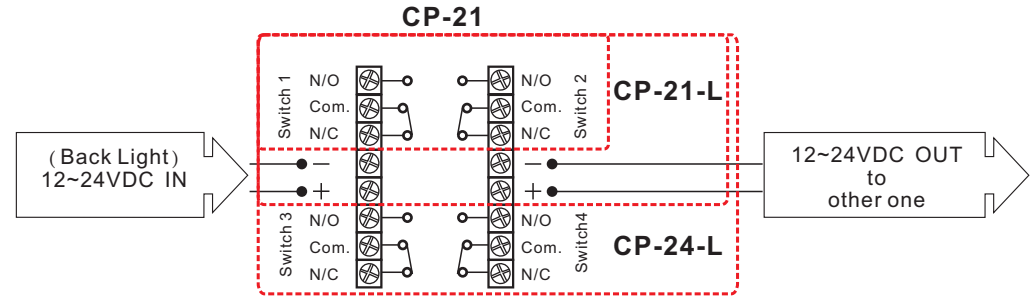 CP-21
Switch 1
N/O
Com.
N/C
N/O
Com.
N/C
Switch 2
CP-21-L
(Back Light)
12~24VDC IN
−
+
−
+
12~24VDC OUT
to
other one
Switch 3
N/O
Com.
N/C
N/O
Com.
N/C
Switch4
CP-24-L